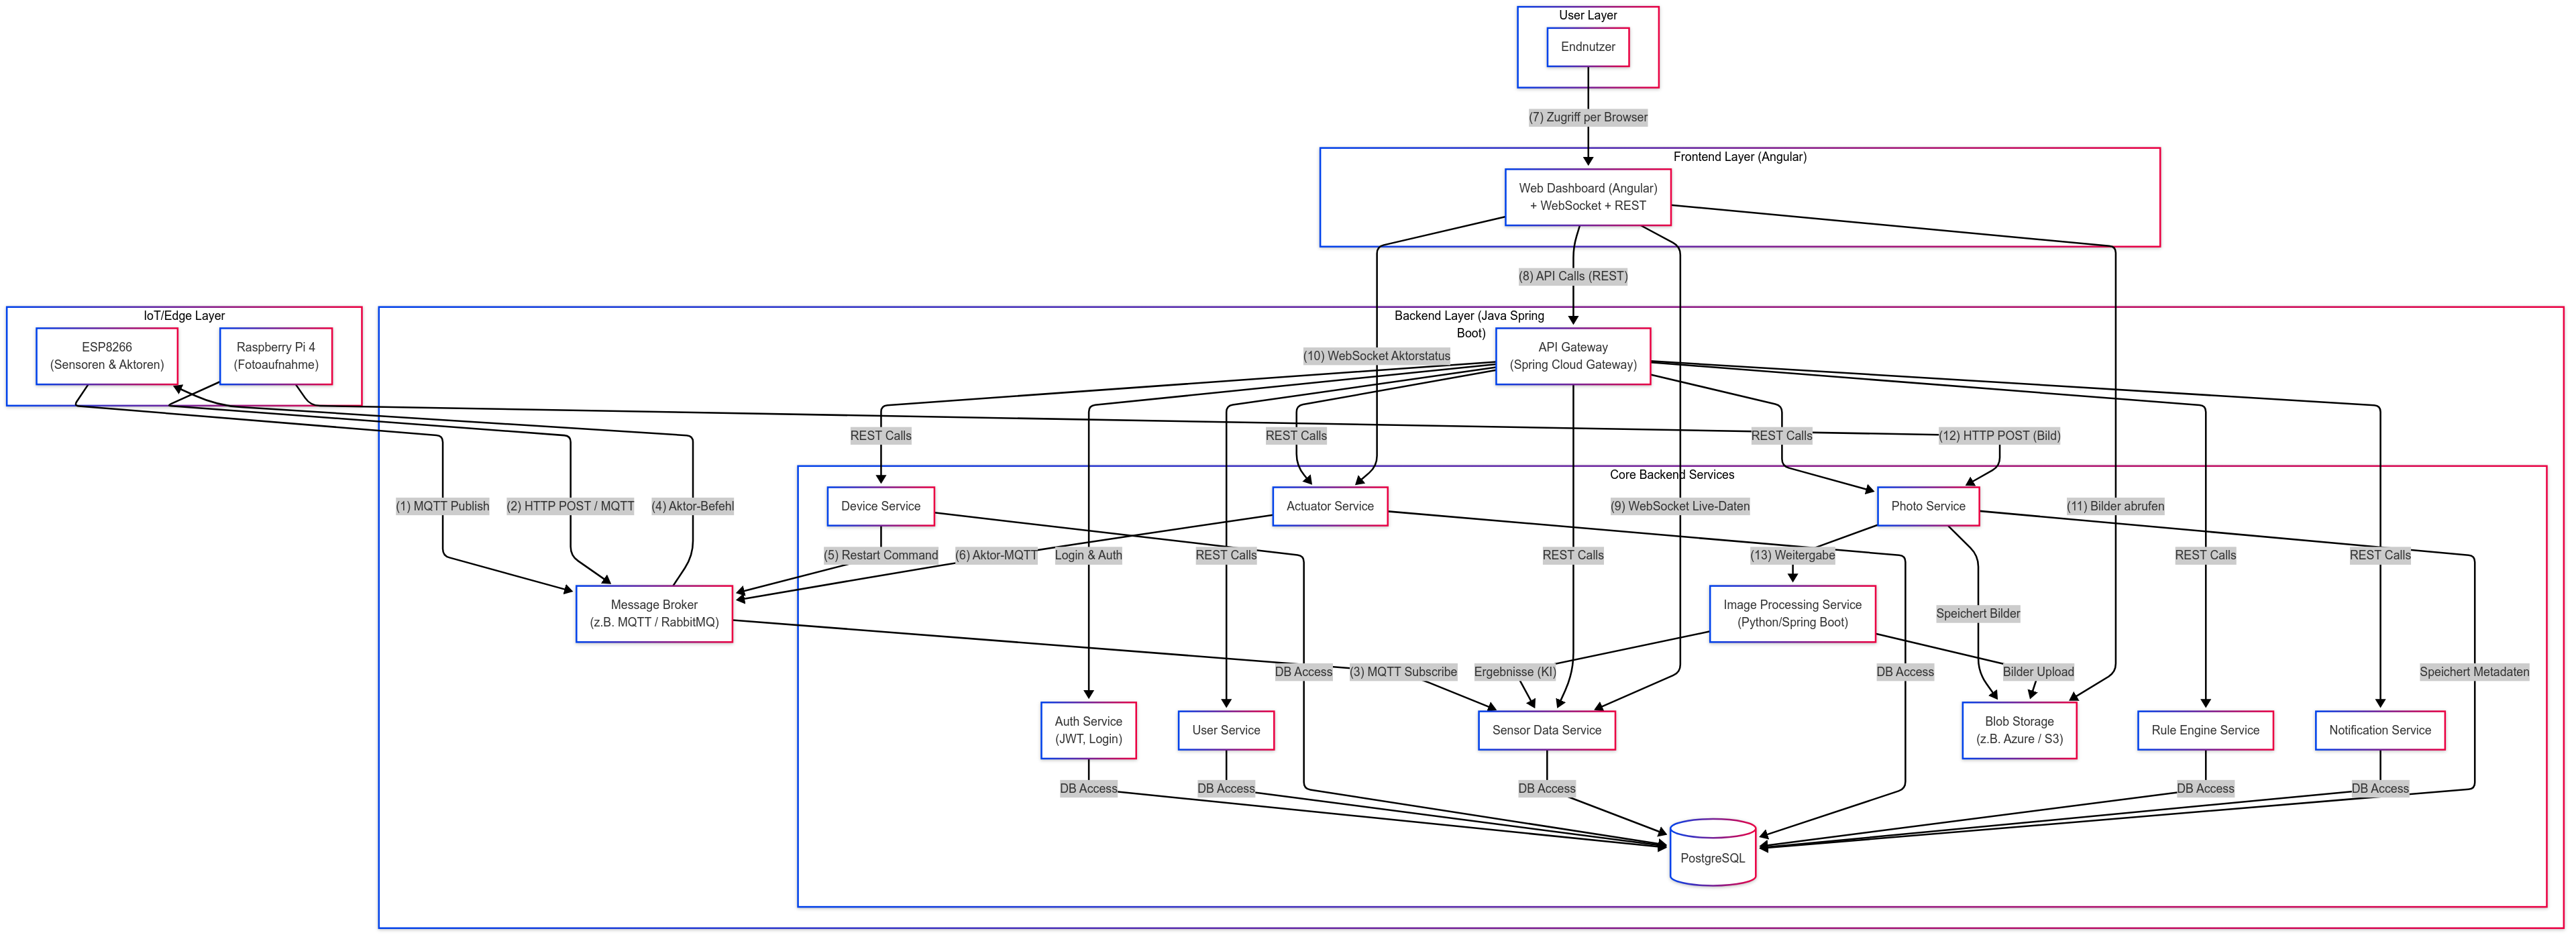 User Layer
Endnutzer
(7) Zugriff per Browser
Frontend Layer (Angular)
Web Dashboard (Angular)
+ WebSocket + REST
(8) API Calls (REST)
IoT/Edge Layer
ESP8266
(Sensoren & Aktoren)
Raspberry Pi 4
(Fotoaufnahme)
Backend Layer (Java Spring
Boot)
API Gateway
(Spring Cloud Gateway)
(10) WebSocket Aktorstatus
REST Calls
REST Calls
REST Calls
(12) HTTP POST (Bild)
Core Backend Services
(1) MQTT Publish
(2) HTTP POST / MQTT
(4) Aktor-Befehl
Device Service
Actuator Service
(9) WebSocket Live-Daten
Photo Service
(11) Bilder abrufen
(5) Restart Command
(6) Aktor-MQTT
Login & Auth
REST Calls
REST Calls
(13) Weitergabe
REST Calls
REST Calls
Message Broker
(z.B. MQTT / RabbitMQ)
Image Processing Service
(Python/Spring Boot)
Speichert Bilder
DB Access
(3) MQTT Subscribe
Ergebnisse (KI)
DB Access
Bilder Upload
Speichert Metadaten
Auth Service
(JWT, Login)
User Service
Sensor Data Service
Blob Storage
(z.B. Azure / S3)
Rule Engine Service
Notification Service
DB Access
DB Access
DB Access
DB Access
DB Access
PostgreSQL